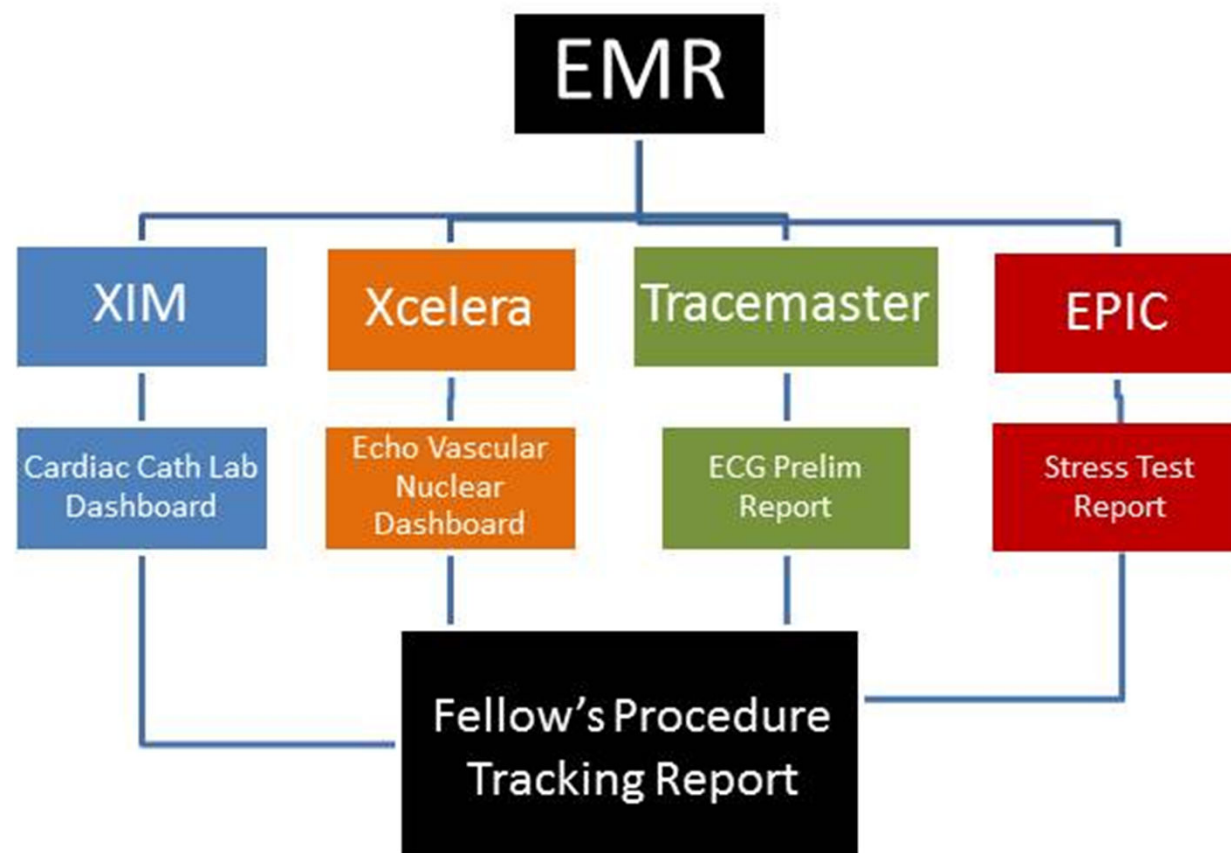 EMR
XIM
Xcelera
Tracemaster
EPIC
Cardiac Cath Lab
Dashboard
Echo Vascular
Nuclear
Dashboard
ECG Prelim
Report
Stress Test
Report
Fellow’s Procedure
Tracking Report